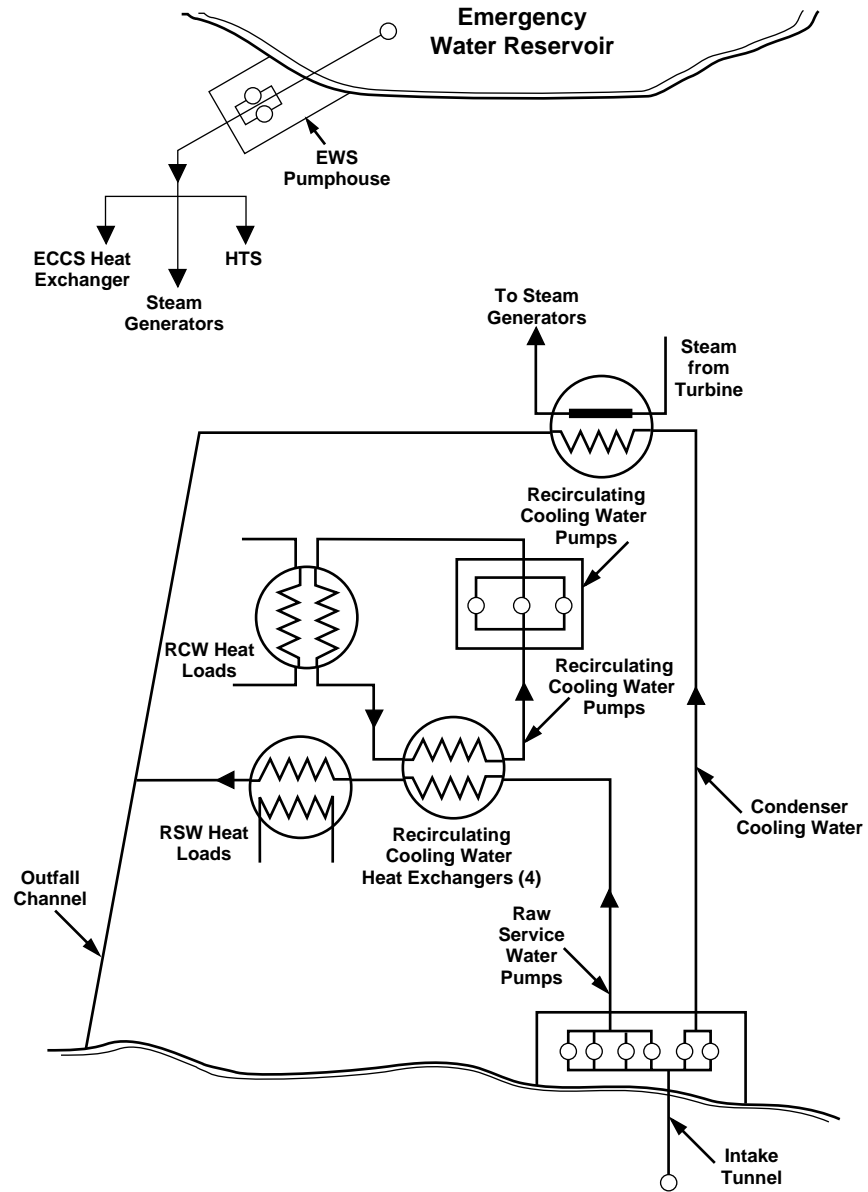 Emergency
Water Reservoir
EWS
Pumphouse
ECCS Heat
Exchanger
HTS
Steam
Generators
To Steam
Generators
Steam
from
Turbine
Recirculating
Cooling Water
Pumps
RCW Heat
Loads
Recirculating
Cooling Water
Pumps
RSW Heat
Loads
Recirculating
Cooling Water
Heat Exchangers (4)
Condenser
Cooling Water
Outfall
Channel
Raw
Service
Water
Pumps
Intake
Tunnel